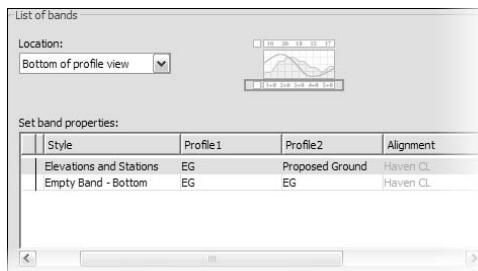 List of bands
Location:
Bottom of profile view
Set band properties:
Style Profile1 Profile2 Alignment
Elevations and Stations EG Proposed Ground Haven CL
Empty Band - Bottom EG EG Haven CL